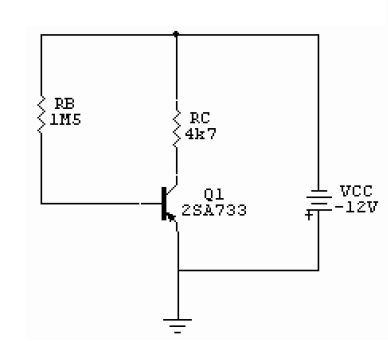 RB
1M5
RC
4k7
Q1
2SA733
VCC
-12V
+